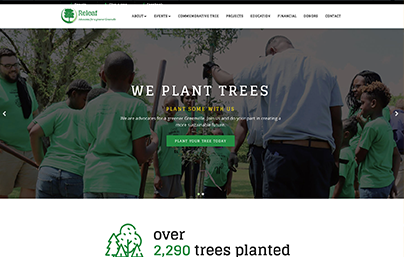 Releaf
ABOUT
EVENTS
COMMEMORATIVE TREE
PROJECTS
EDUCATION
FINANCIAL
DONORS
CONTACT
WE PLANT TREES
PLANT SOME WITH US
We are advocates for a greener Greenville. Join us and do your part in creating a
more sustainable future.
PLANT YOUR TREE TODAY
over
2,290 trees planted